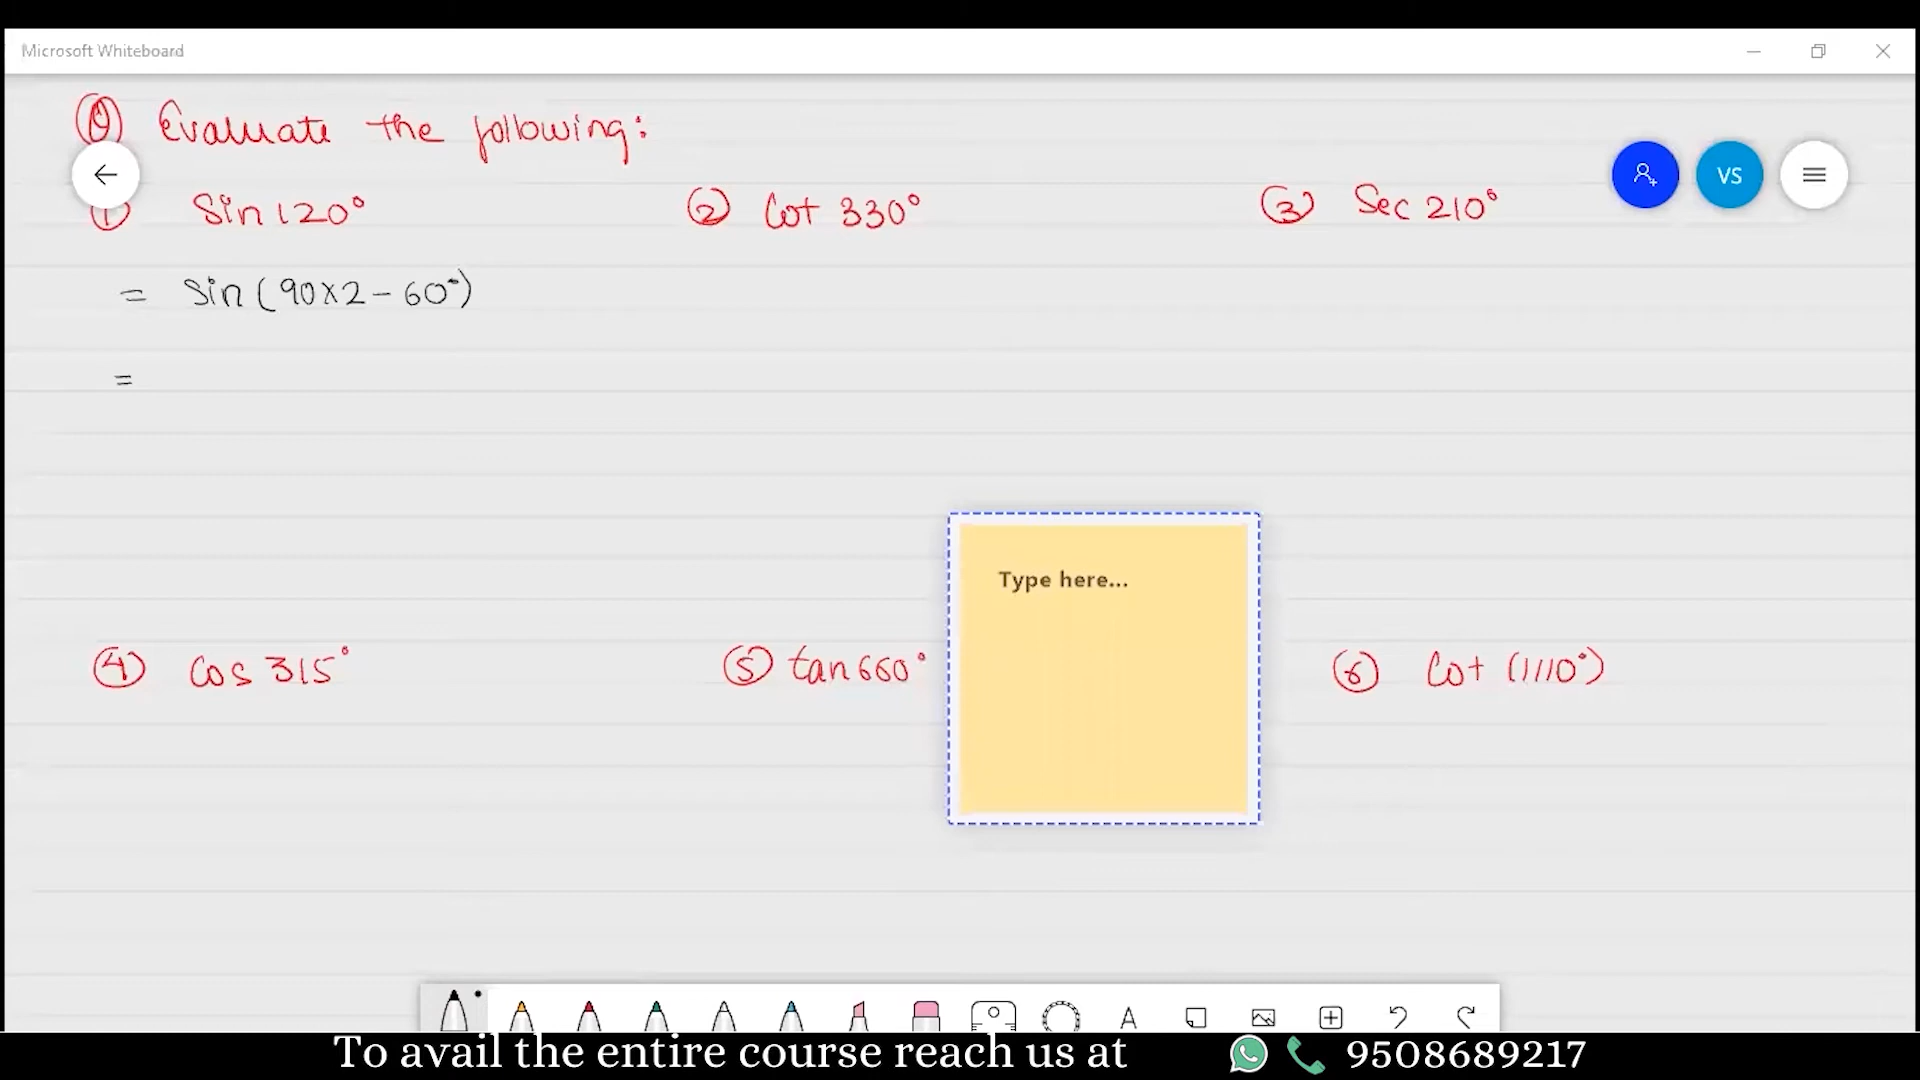 Microsoft Whiteboard
Q Evaluate the following:
① Sin 120° ② Cot 330° ③ Sec 210° VS
= Sin (90×2 - 60°)
=
Type here...
④ Cos 315° ⑤ tan 660° ⑥ Cot (1110°)
To avail the entire course reach us at 9508689217